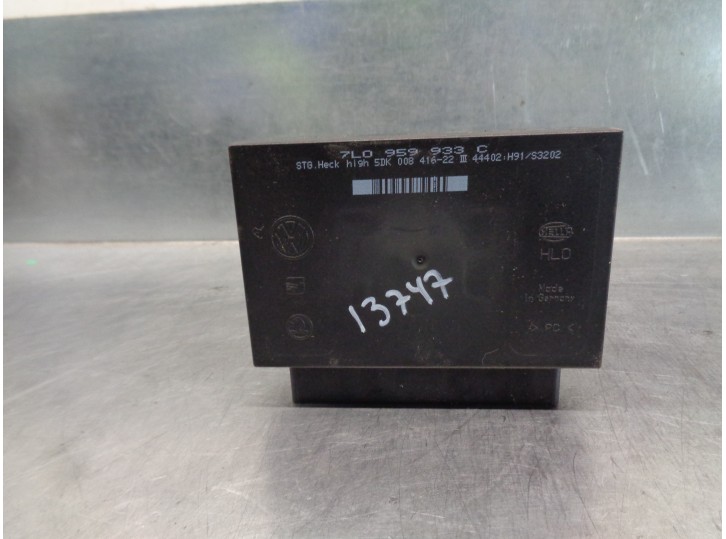 7L0 959 933 C
STG.Heck high 5DK 008 416-22 III 44402 H91/S3202
HELLA
HLO
Made
in Germany
13747